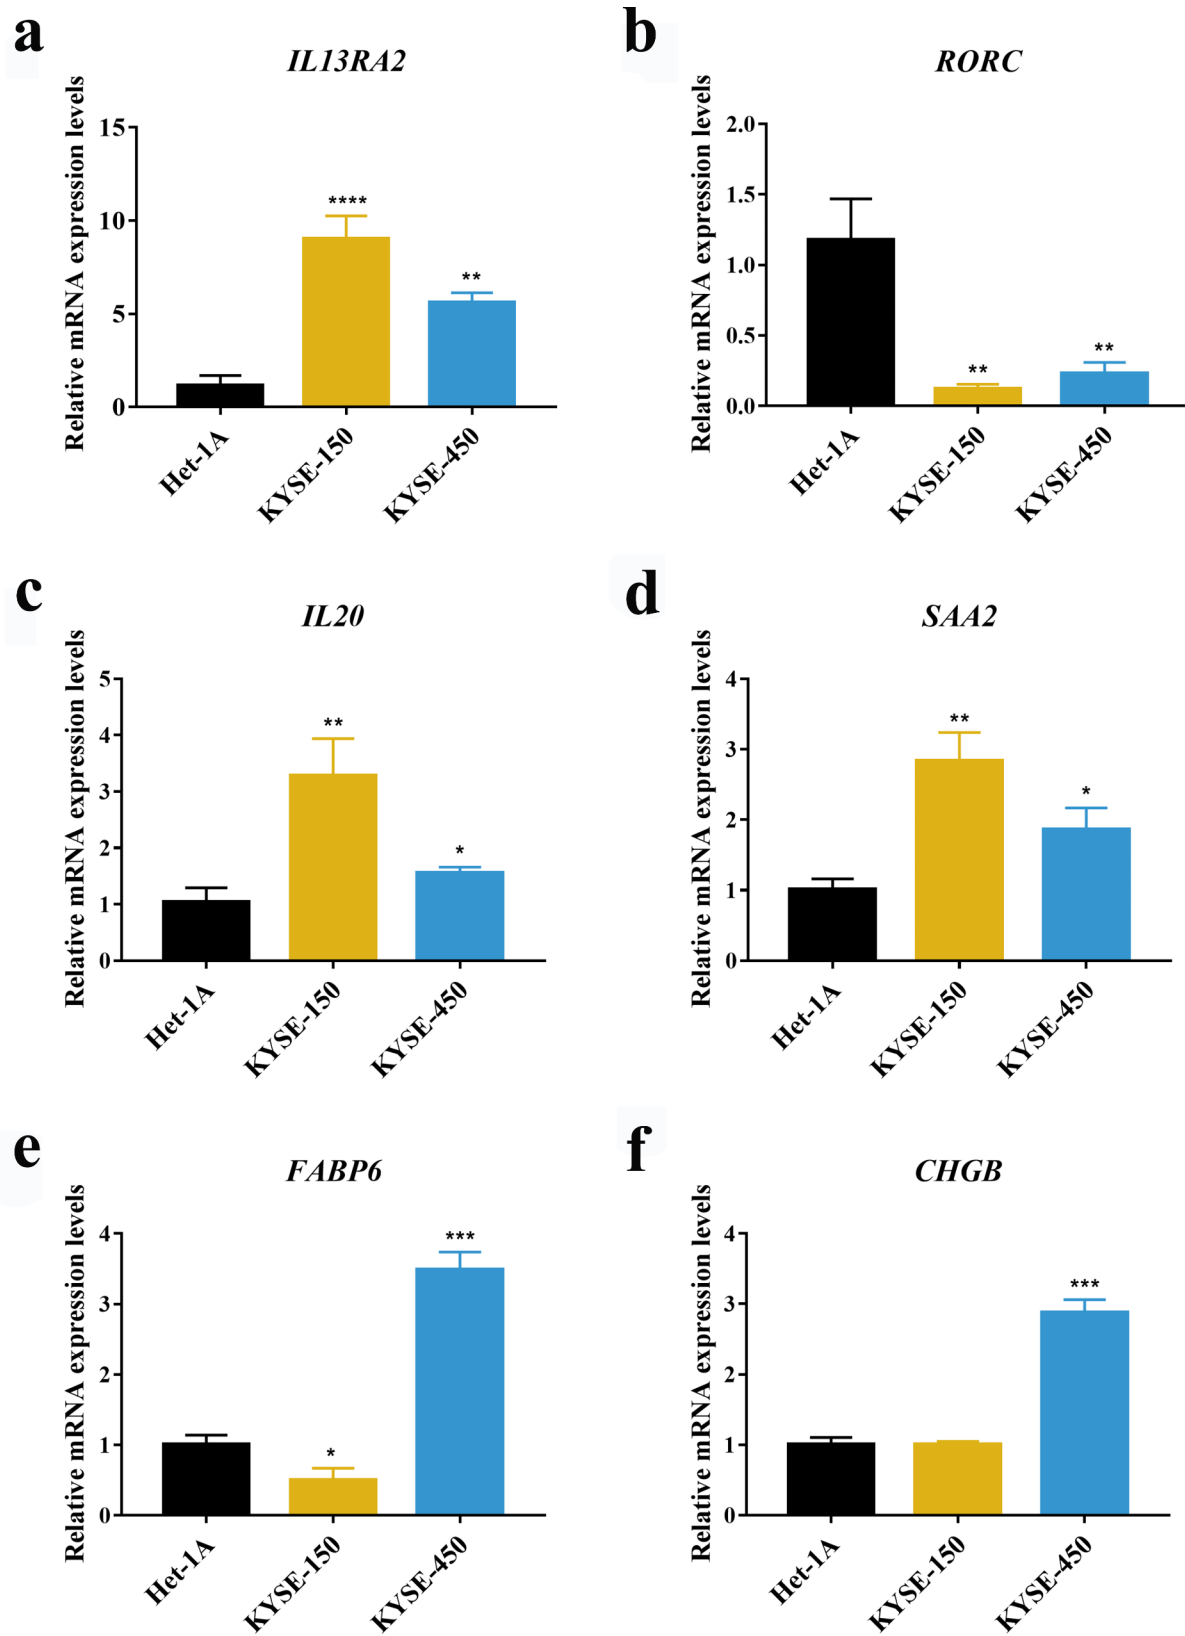 a
IL13RA2
Relative mRNA expression levels
15
10
5
0
****
**
Het-1A
KYSE-150
KYSE-450
b
RORC
Relative mRNA expression levels
2.0
1.5
1.0
0.5
0.0
**
**
Het-1A
KYSE-150
KYSE-450
c
IL20
Relative mRNA expression levels
5
4
3
2
1
0
**
*
Het-1A
KYSE-150
KYSE-450
d
SAA2
Relative mRNA expression levels
4
3
2
1
0
**
*
Het-1A
KYSE-150
KYSE-450
e
FABP6
Relative mRNA expression levels
4
3
2
1
0
*
***
Het-1A
KYSE-150
KYSE-450
f
CHGB
Relative mRNA expression levels
4
3
2
1
0
***
Het-1A
KYSE-150
KYSE-450